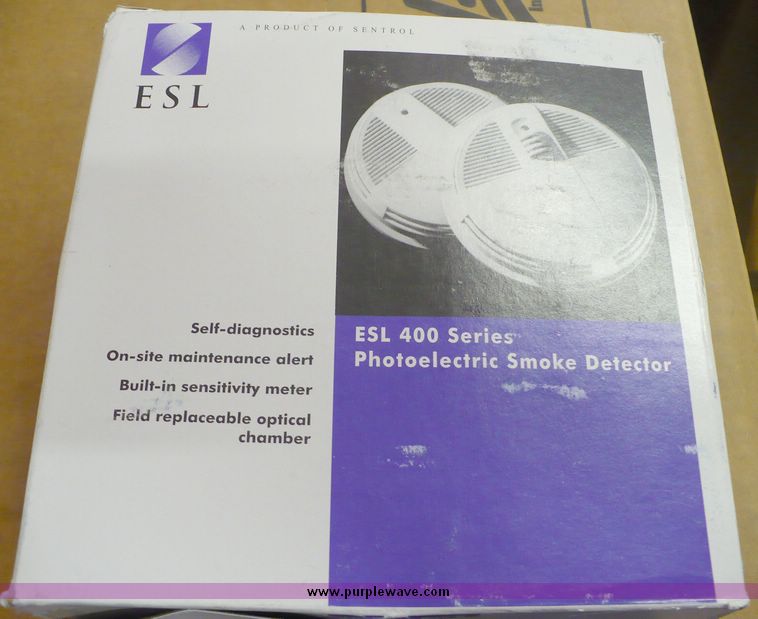 A PRODUCT OF SENTROL
ESL
Self-diagnostics
On-site maintenance alert
Built-in sensitivity meter
Field replaceable optical
chamber
ESL 400 Series
Photoelectric Smoke Detector
www.purplewave.com